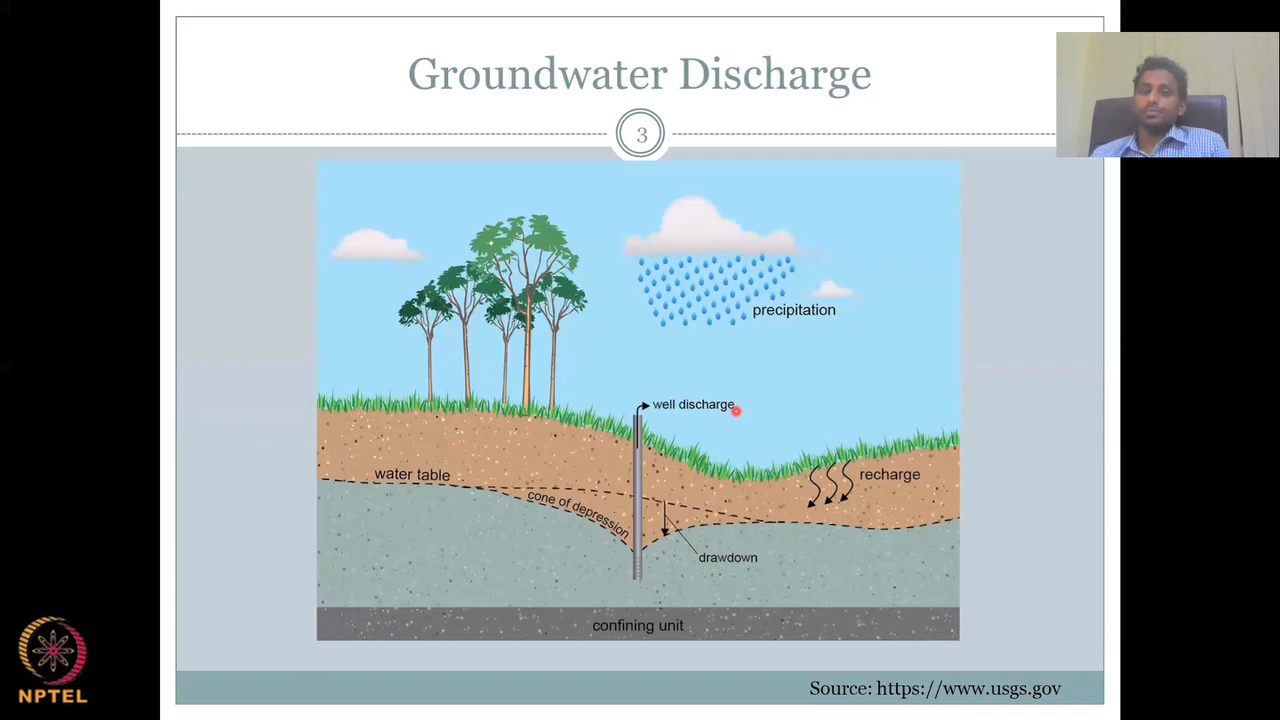 Groundwater Discharge
3
precipitation
well discharge
water table
recharge
cone of depression
drawdown
confining unit
NPTEL
Source: https://www.usgs.gov